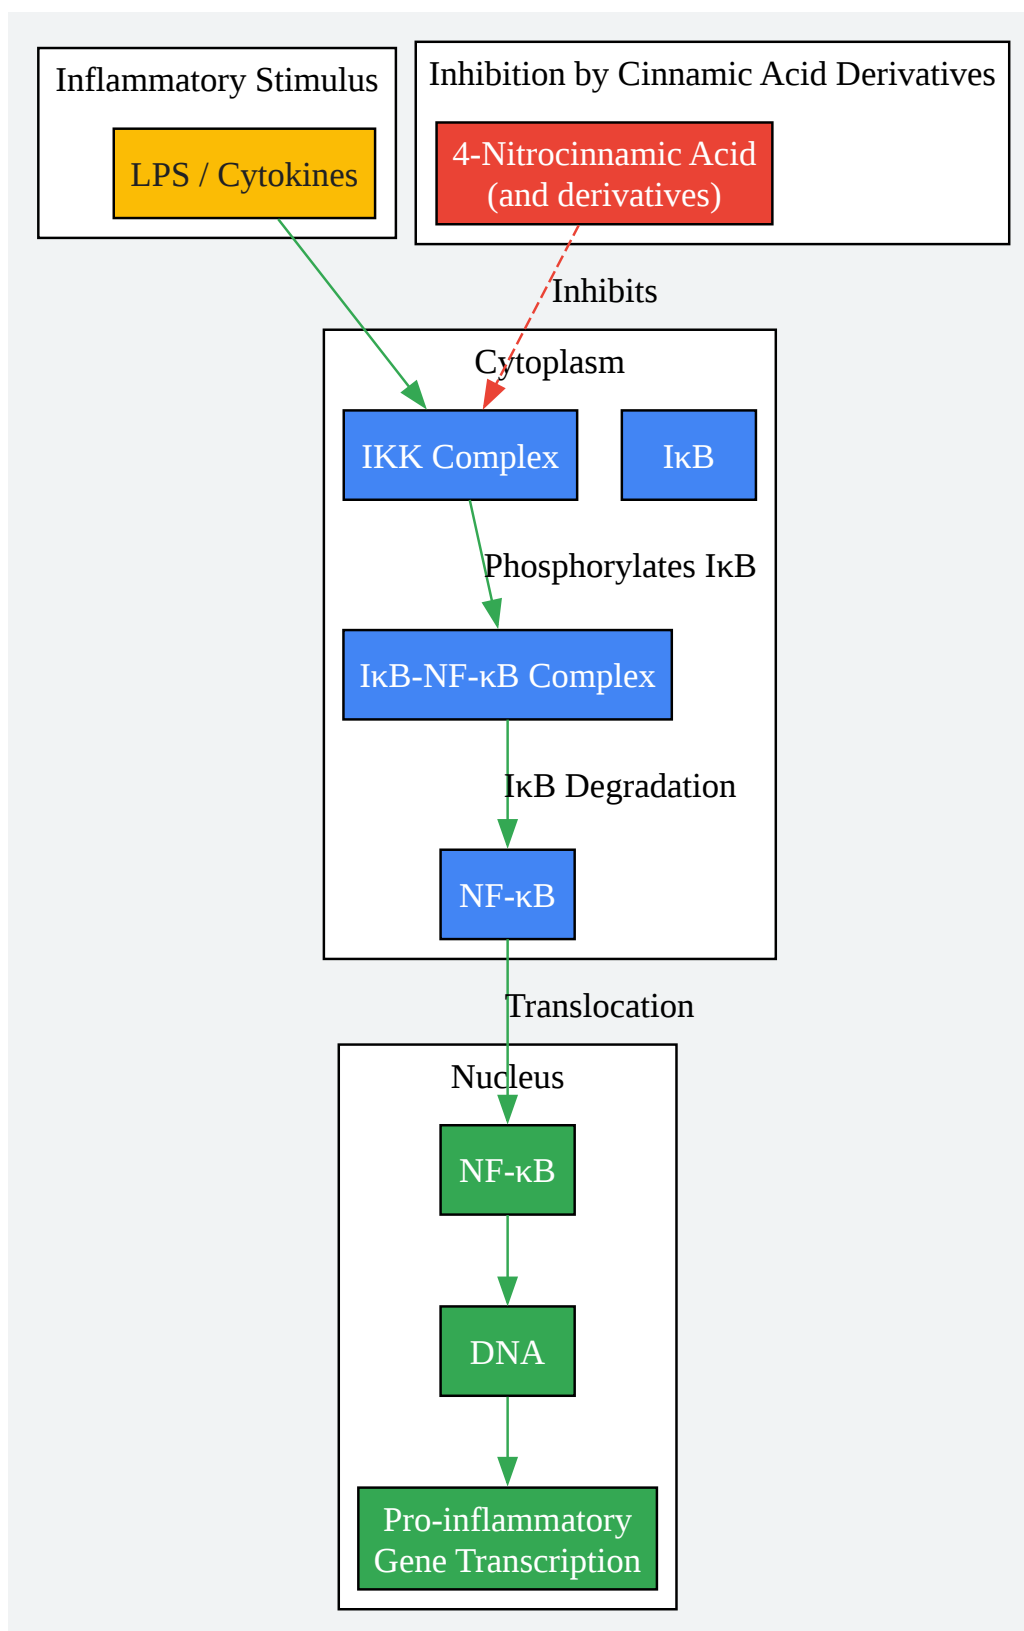 Inflammatory Stimulus
LPS / Cytokines
Inhibition by Cinnamic Acid Derivatives
4-Nitrocinnamic Acid
(and derivatives)
Inhibits
Cytoplasm
IKK Complex
IκB
Phosphorylates IκB
IκB-NF-κB Complex
IκB Degradation
NF-κB
Translocation
Nucleus
NF-κB
DNA
Pro-inflammatory
Gene Transcription